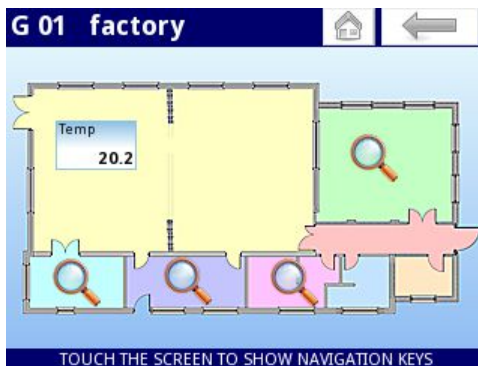 G 01 factory
Temp
20.2
TOUCH THE SCREEN TO SHOW NAVIGATION KEYS